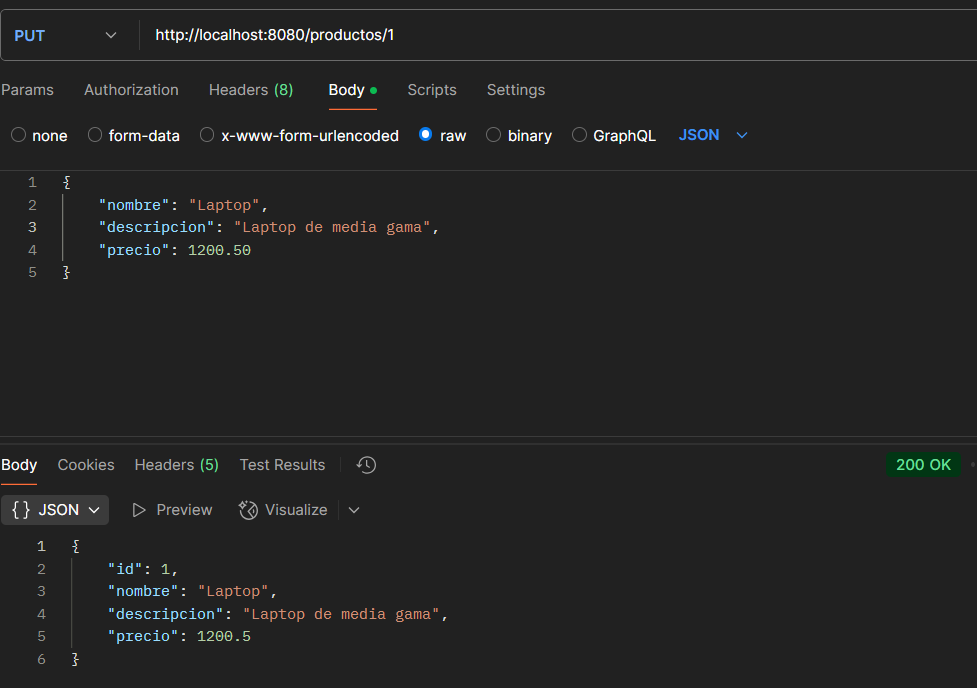 PUT http://localhost:8080/productos/1
Params Authorization Headers (8) Body Scripts Settings
none form-data x-www-form-urlencoded raw binary GraphQL JSON
1 {
2 "nombre": "Laptop",
3 "descripcion": "Laptop de media gama",
4 "precio": 1200.50
5 }
Body Cookies Headers (5) Test Results 200 OK
{} JSON Preview Visualize
1 {
2 "id": 1,
3 "nombre": "Laptop",
4 "descripcion": "Laptop de media gama",
5 "precio": 1200.5
6 }